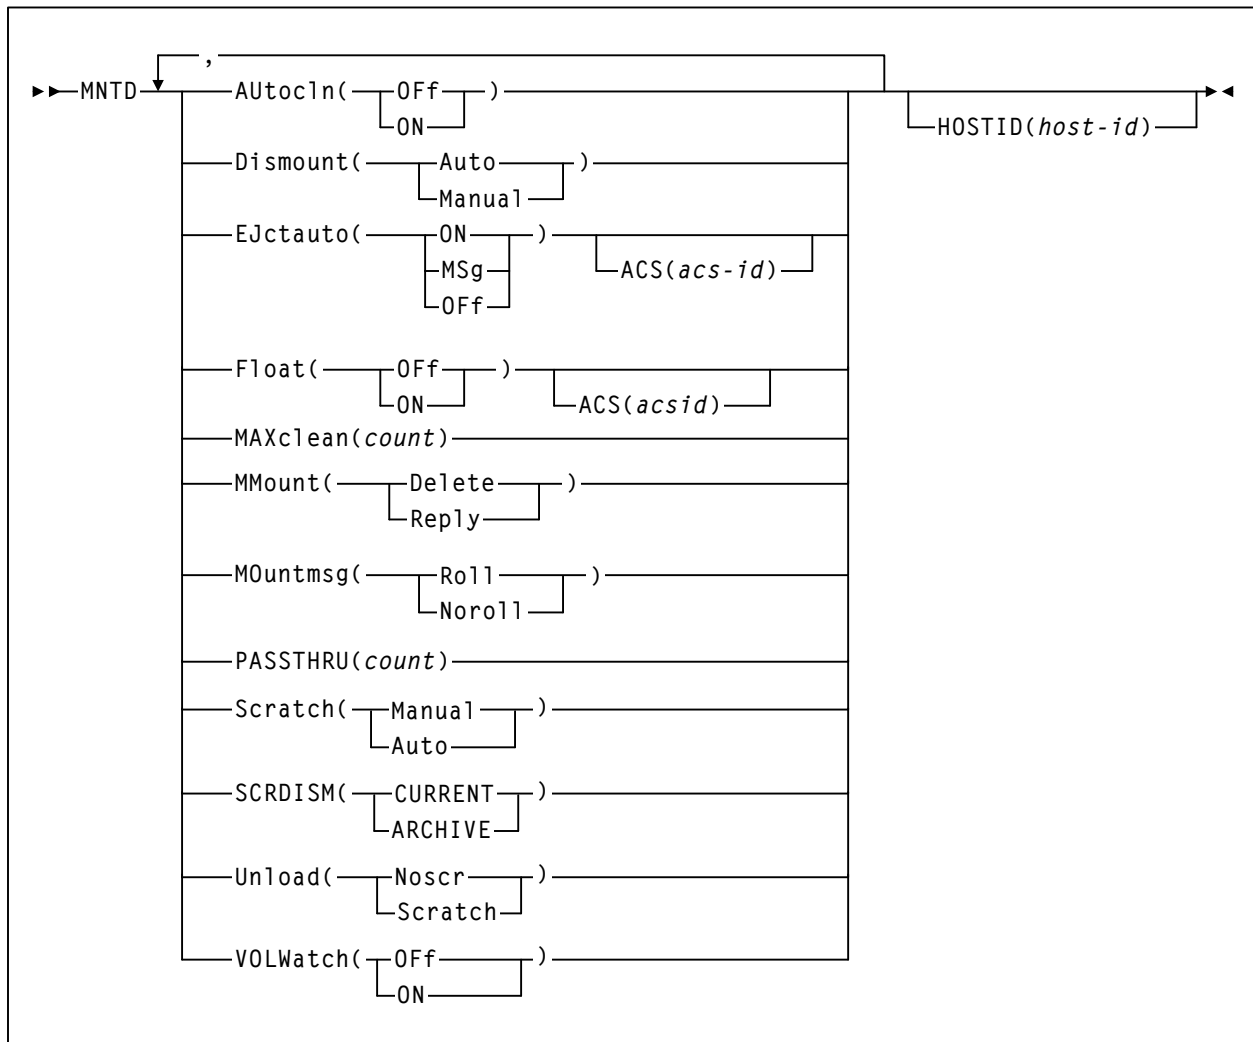 ,
MNTD AUtocln( OFf )
ON
HOSTID(host-id)
Dismount( Auto )
Manual
EJctauto( ON )
MSg
ACS(acs-id)
OFf
Float( OFf )
ON
ACS(acsid)
MAXclean(count)
MMount( Delete )
Reply
MOuntmsg( Roll )
Noroll
PASSTHRU(count)
Scratch( Manual )
Auto
SCRDISM( CURRENT )
ARCHIVE
Unload( Noscr )
Scratch
VOLWatch( OFf )
ON